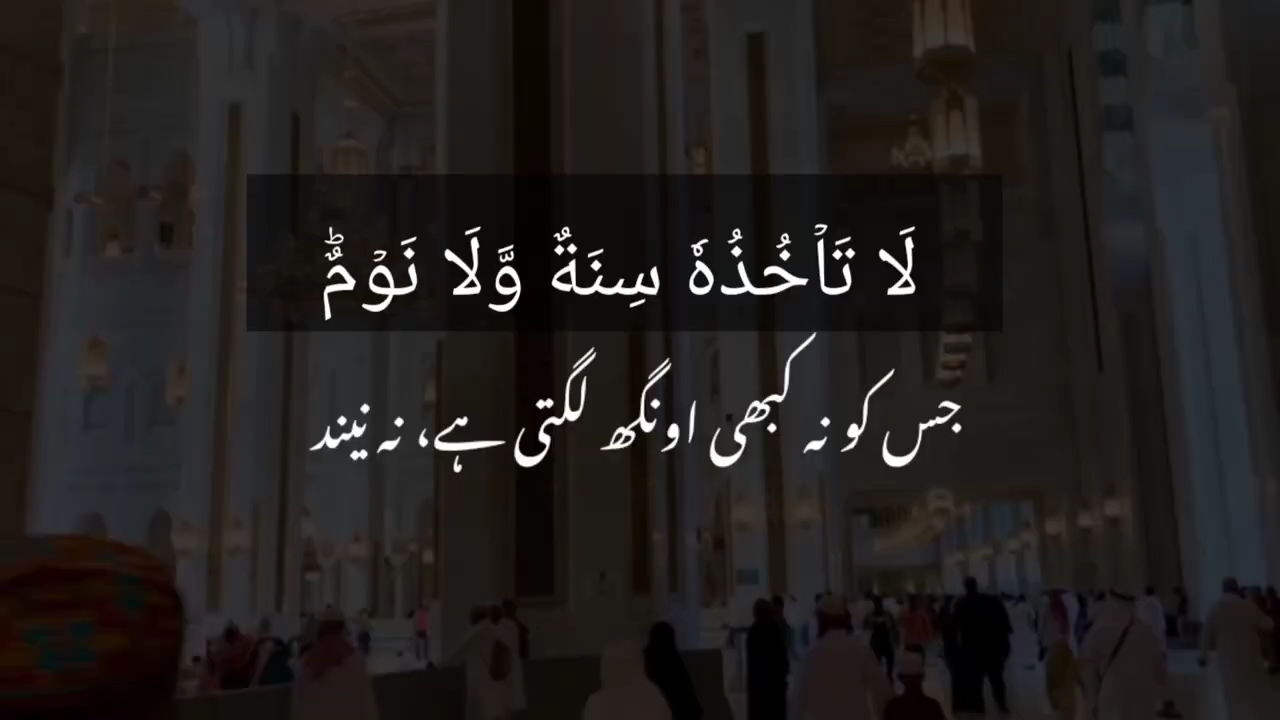 لَا تَاۡخُذُهٗ سِنَةٌ وَّلَا نَوۡمٌؕ
جس کو نہ کبھی اونگھ لگتی ہے، نہ نیند